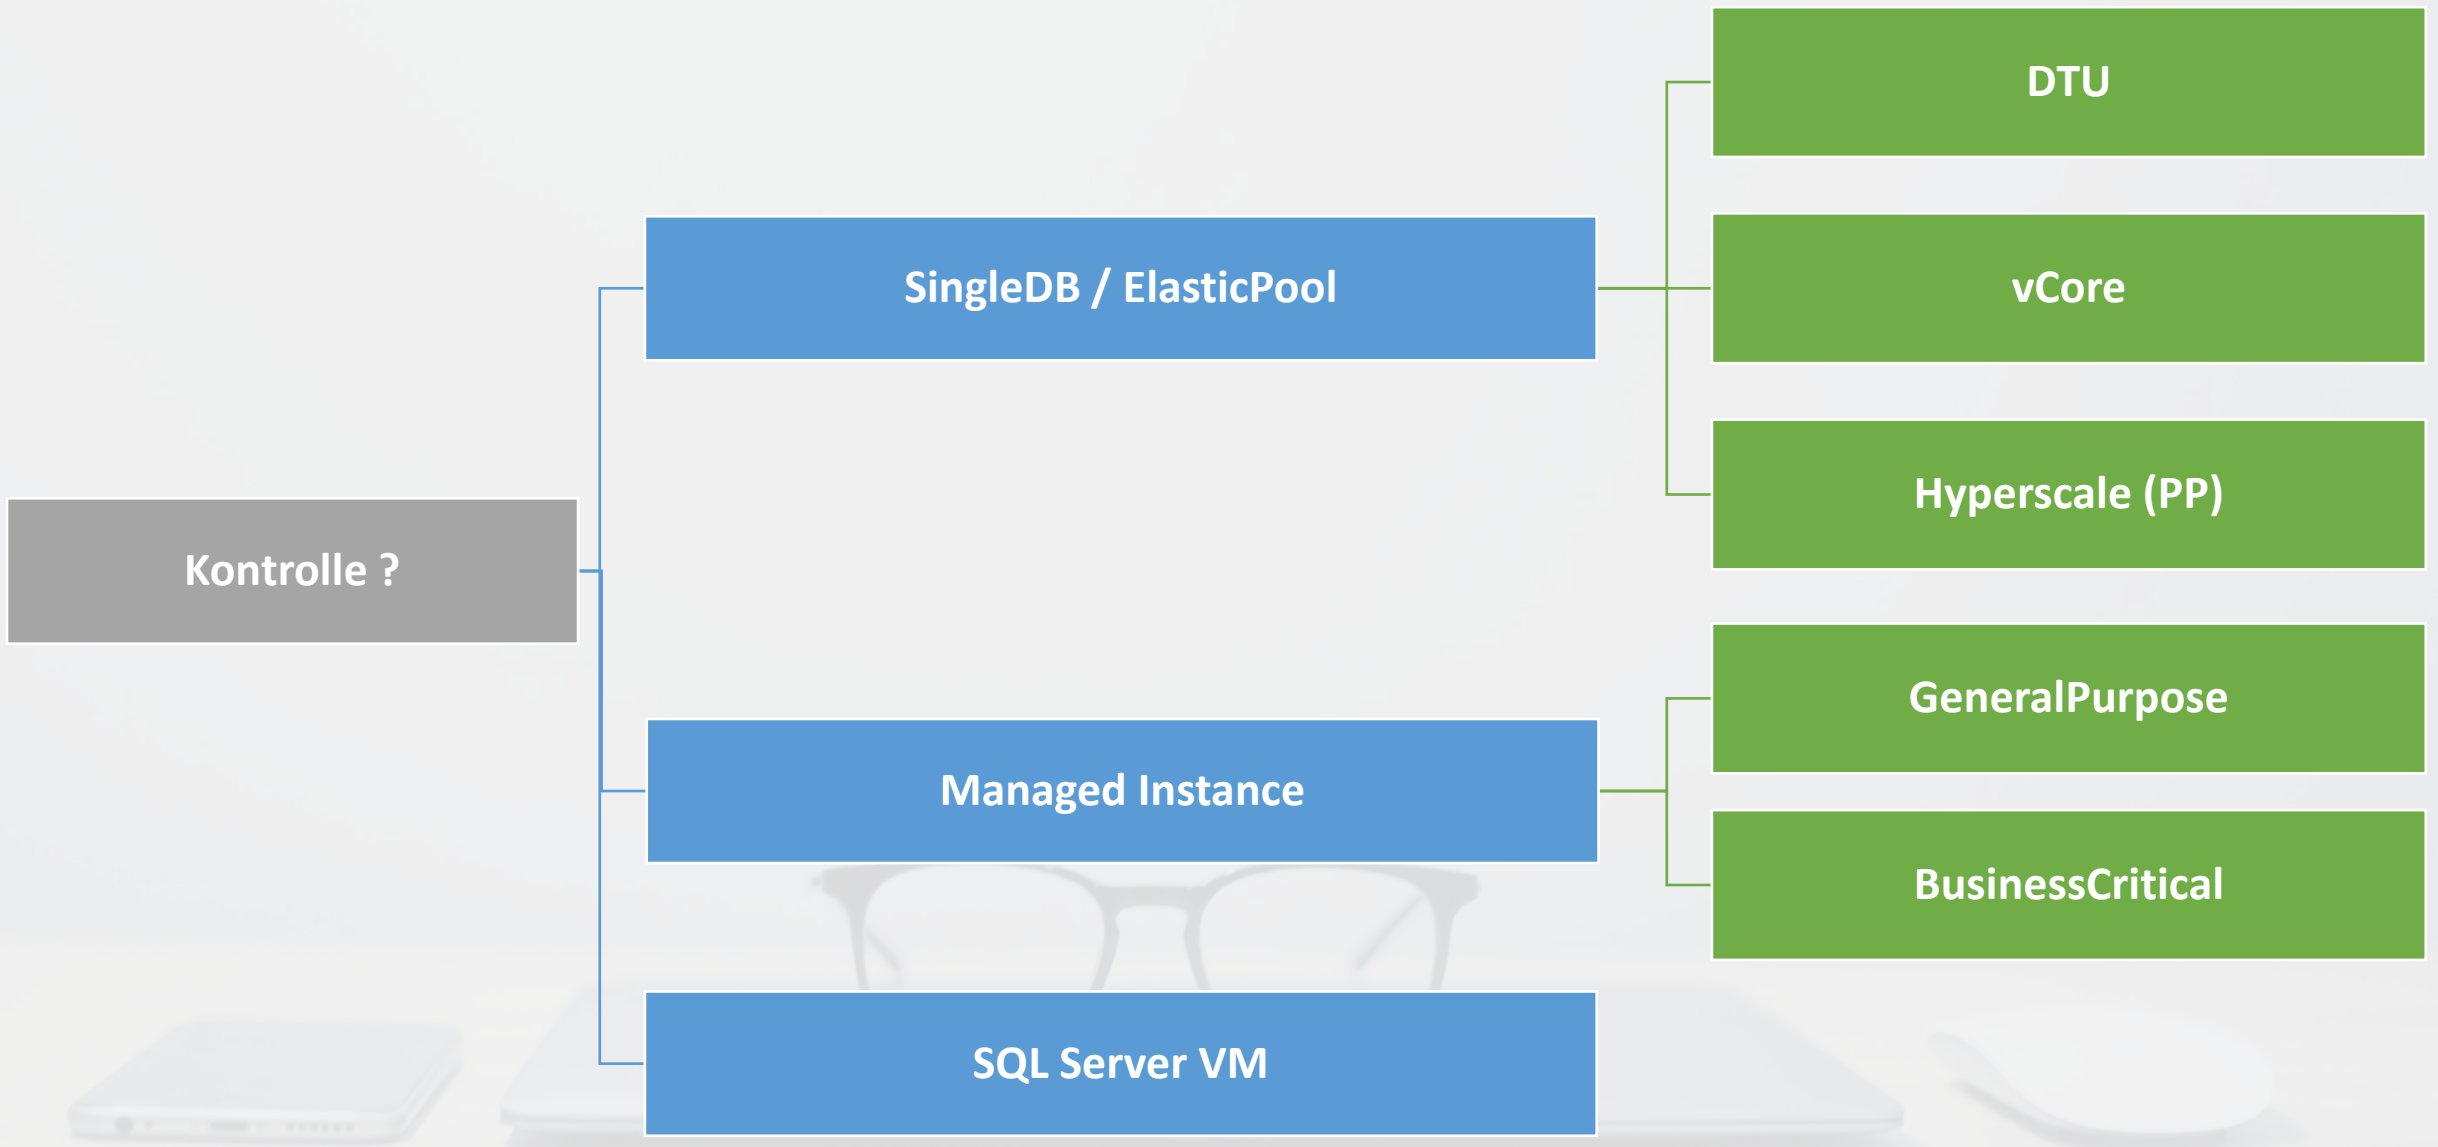 Kontrolle ?
SingleDB / ElasticPool
DTU
vCore
Hyperscale (PP)
Managed Instance
GeneralPurpose
BusinessCritical
SQL Server VM